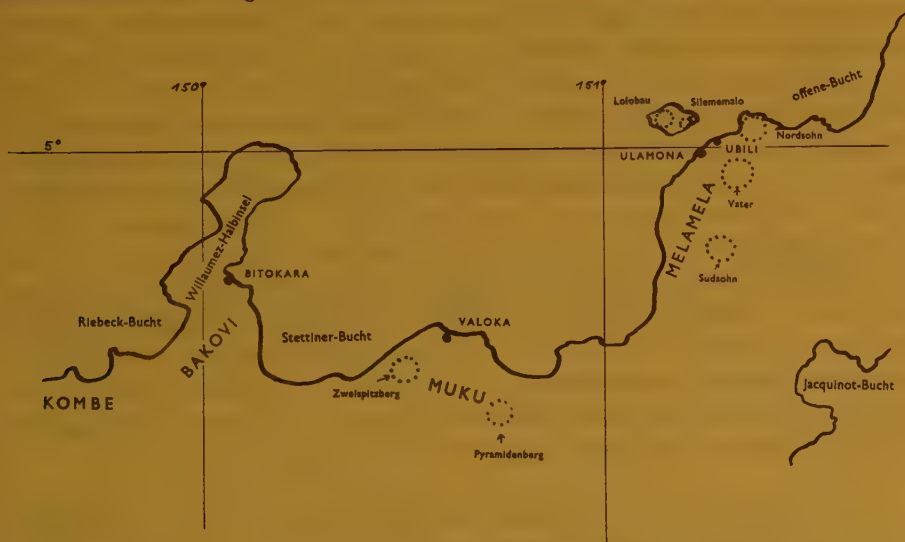 150°
151°
5°
offene-Bucht
Lolobau
Silememalo
Nordsohn
ULAMONA
UBILI
Vater
MELAMELA
Sudsohn
Willaumez-Halbinsel
BITOKARA
Riebeck-Bucht
BAKOVI
Stettiner-Bucht
VALOKA
KOMBE
Zweispitzberg
MUKU
Pyramidenberg
Jacquinot-Bucht